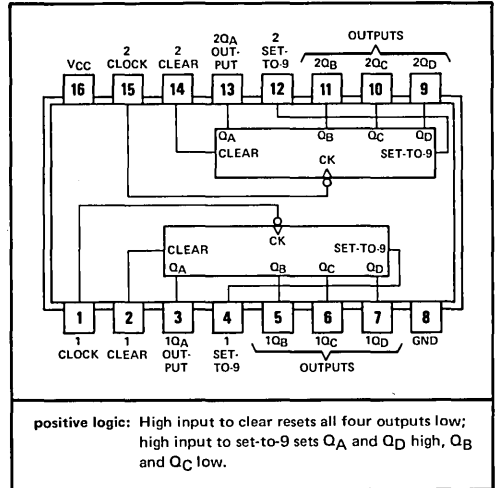 OUTPUTS
2QA
2 2 OUT- 2 SET-
VCC CLOCK CLEAR PUT TO-9 2QB 2QC 2QD
16 15 14 13 12 11 10 9
QA QB QC QD
CLEAR SET-TO-9
CK
CK
CLEAR SET-TO-9
QA QB QC QD
1 2 3 4 5 6 7 8
1 1 1QA 1 1QB 1QC 1QD GND
CLOCK CLEAR OUT- SET- OUTPUTS
PUT TO-9
positive logic: High input to clear resets all four outputs low;
high input to set-to-9 sets QA and QD high, QB
and QC low.